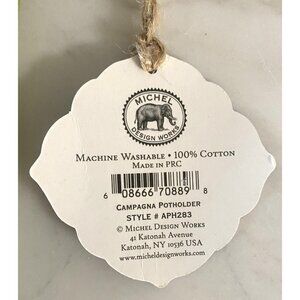 MICHEL
DESIGN WORKS
MACHINE WASHABLE • 100% COTTON
MADE IN PRC
6 08666 70889 8
CAMPAGNA POTHOLDER
STYLE # APH283
© MICHEL DESIGN WORKS
41 Katonah Avenue
Katonah, NY 10536 USA
www.micheldesignworks.com